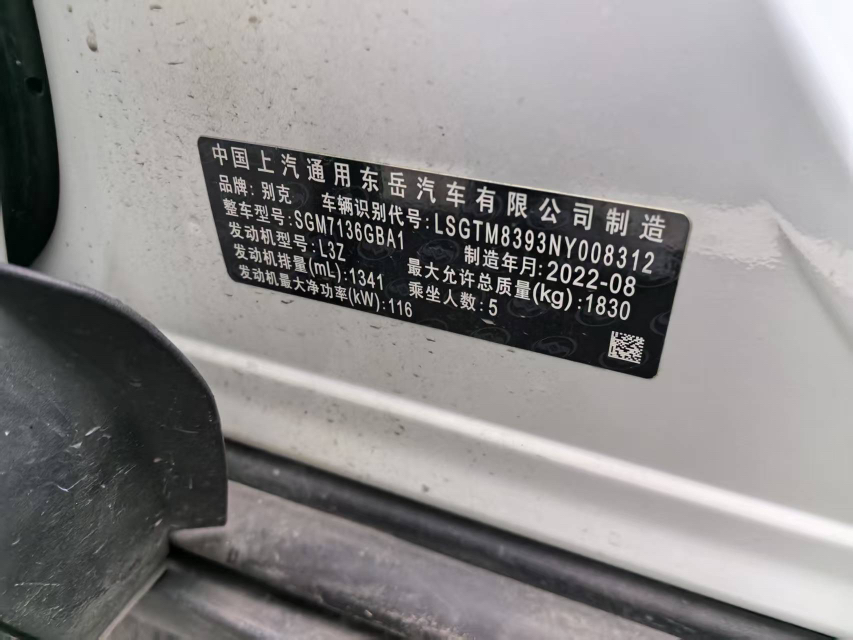 中国上汽通用东岳汽车有限公司制造
品牌:别克 车辆识别代号:LSGTM8393NY008312
整车型号:SGM7136GBA1 制造年月:2022-08
发动机型号:L3Z 最大允许总质量(kg):1830
发动机排量(mL):1341 乘坐人数:5
发动机最大净功率(kW):116